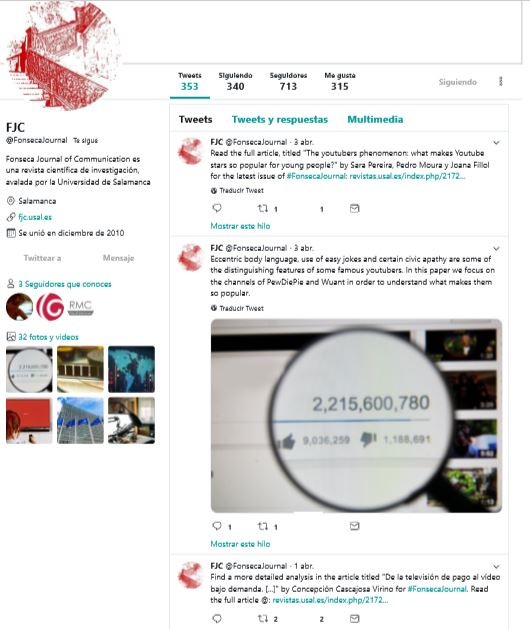 Tweets Siguiendo Seguidores Me gusta
353 340 713 315
Siguiendo
FJC
@FonsecaJournal Te sigue
Fonseca Journal of Communication es
una revista científica de investigación,
avalada por la Universidad de Salamanca
Salamanca
fjc.usal.es
Se unió en diciembre de 2010
Twittear a Mensaje
3 Seguidores que conoces
RMC
32 fotos y videos
2,215,600,780
Tweets Tweets y respuestas Multimedia
FJC @FonsecaJournal · 3 abr.
Read the full article, titled "The youtubers phenomenon: what makes Youtube
stars so popular for young people?" by Sara Pereira, Pedro Moura y Joana Fillol
for the latest issue of #FonsecaJournal: revistas.usal.es/index.php/2172...
Traducir Tweet
1 1
Mostrar este hilo
FJC @FonsecaJournal · 3 abr.
Eccentric body language, use of easy jokes and certain civic apathy are some of
the distinguishing features of some famous youtubers. In this paper we focus on
the channels of PewDiePie and Wuant in order to understand what makes them
so popular.
Traducir Tweet
2,215,600,780
9,036,259 1,188,691
1 1
Mostrar este hilo
FJC @FonsecaJournal · 1 abr.
Find a more detailed analysis in the article titled "De la televisión de pago al vídeo
bajo demanda. [...]" by Concepción Cascajosa Virino for #FonsecaJournal. Read
the full article @: revistas.usal.es/index.php/2172...
2 2